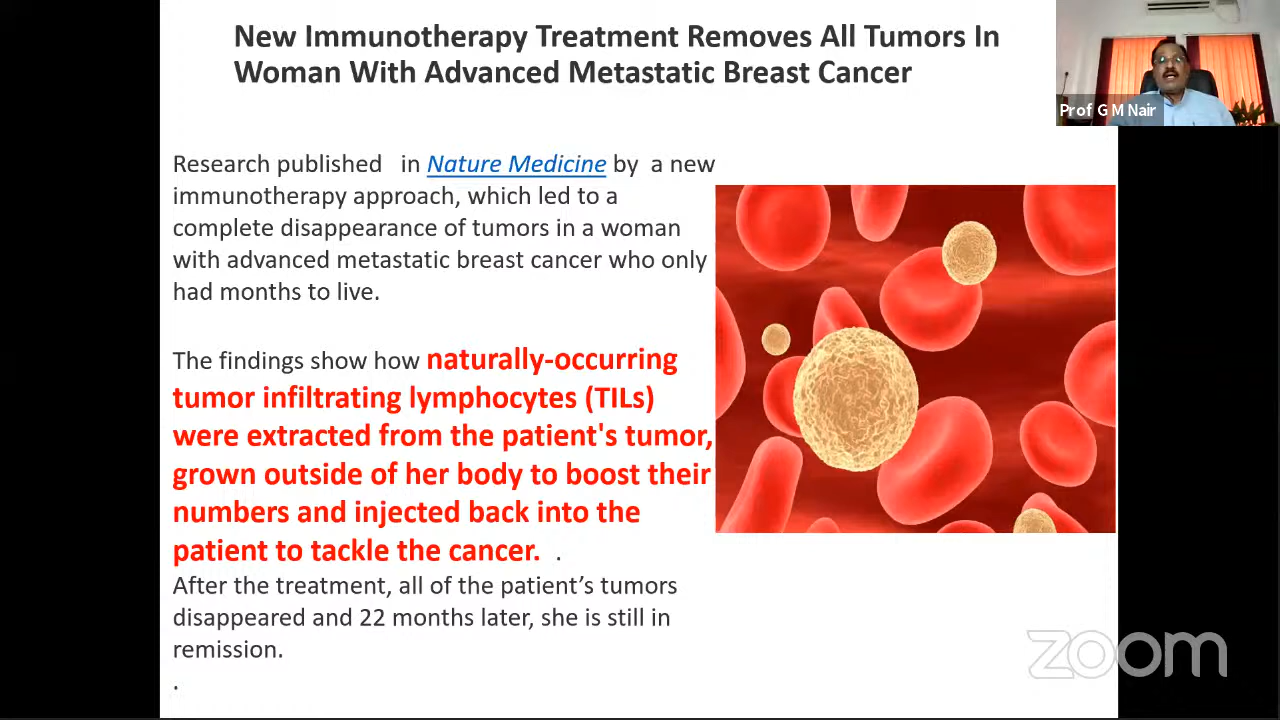 New Immunotherapy Treatment Removes All Tumors In
Woman With Advanced Metastatic Breast Cancer
Prof G M Nair
Research published in Nature Medicine by a new
immunotherapy approach, which led to a
complete disappearance of tumors in a woman
with advanced metastatic breast cancer who only
had months to live.
The findings show how naturally-occurring
tumor infiltrating lymphocytes (TILs)
were extracted from the patient's tumor,
grown outside of her body to boost their
numbers and injected back into the
patient to tackle the cancer. .
After the treatment, all of the patient’s tumors
disappeared and 22 months later, she is still in
remission.
.
zoom